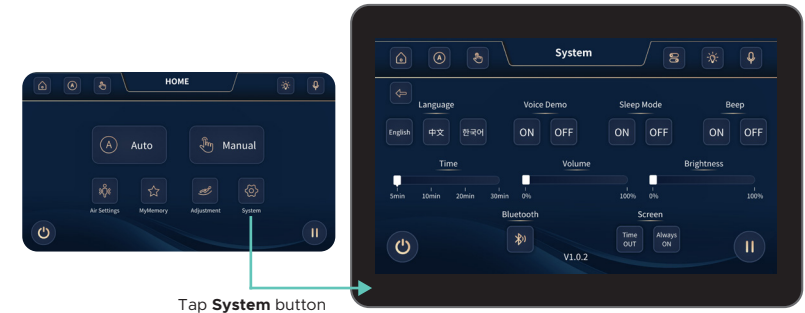 HOME
A
A Auto
Manual
Air Settings MyMemory Adjustment System
Tap System button
System
A
Language Voice Demo Sleep Mode Beep
English 中文 한국어 ON OFF ON OFF ON OFF
Time Volume Brightness
5min 10min 20min 30min 0% 100% 0% 100%
Bluetooth Screen
Time OUT Always ON
V1.0.2